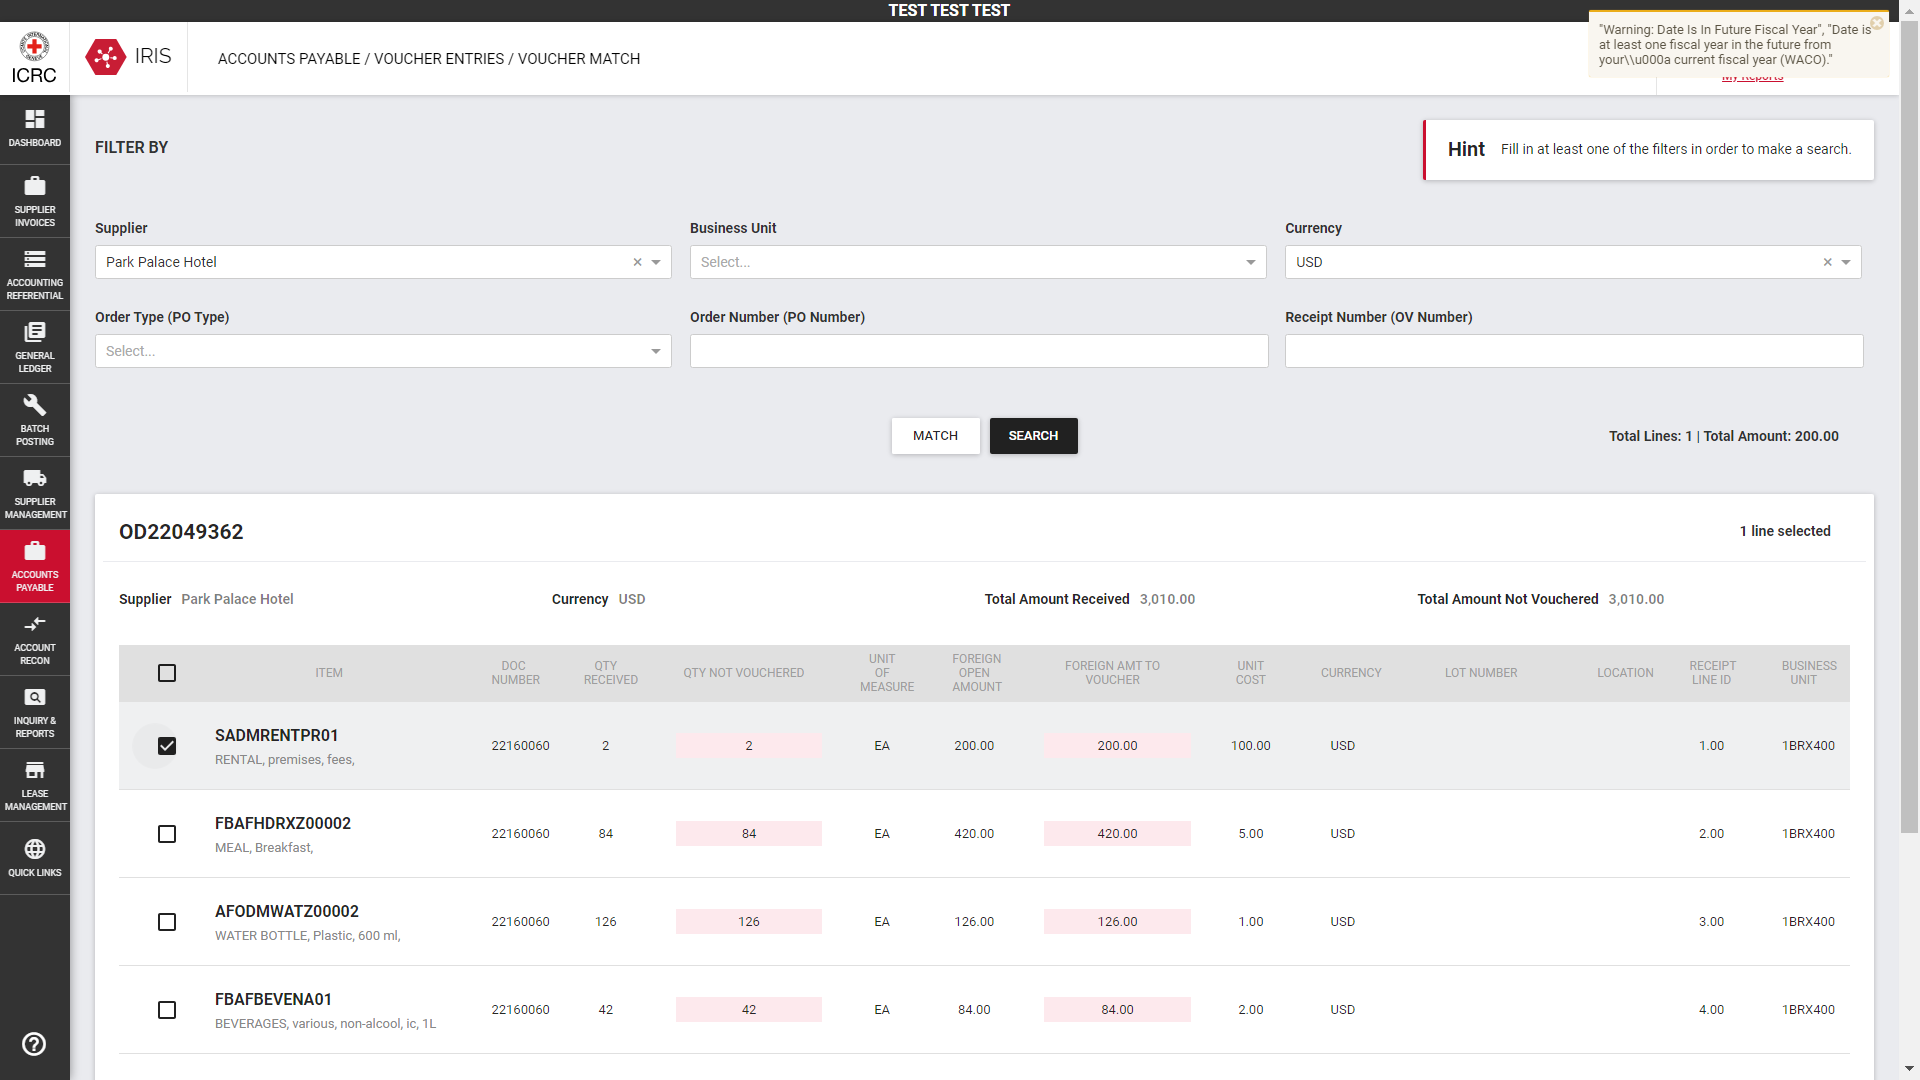 TEST TEST TEST
ICRC
IRIS
ACCOUNTS PAYABLE / VOUCHER ENTRIES / VOUCHER MATCH
"Warning: Date Is In Future Fiscal Year", "Date is
at least one fiscal year in the future from
your\\u000a current fiscal year (WACO)."
My Reports
DASHBOARD
SUPPLIER
INVOICES
ACCOUNTING
REFERENTIAL
GENERAL
LEDGER
BATCH
POSTING
SUPPLIER
MANAGEMENT
ACCOUNTS
PAYABLE
ACCOUNT
RECON
INQUIRY &
REPORTS
LEASE
MANAGEMENT
QUICK LINKS
FILTER BY
Hint Fill in at least one of the filters in order to make a search.
Supplier Business Unit Currency
Park Palace Hotel Select... USD
Order Type (PO Type) Order Number (PO Number) Receipt Number (OV Number)
Select...
MATCH SEARCH Total Lines: 1 | Total Amount: 200.00
OD22049362 1 line selected
Supplier Park Palace Hotel Currency USD Total Amount Received 3,010.00 Total Amount Not Vouchered 3,010.00
ITEM DOC NUMBER QTY RECEIVED QTY NOT VOUCHERED UNIT OF MEASURE FOREIGN OPEN AMOUNT FOREIGN AMT TO VOUCHER UNIT COST CURRENCY LOT NUMBER LOCATION RECEIPT LINE ID BUSINESS UNIT
SADMRENTPR01
RENTAL, premises, fees,
22160060 2 2 EA 200.00 200.00 100.00 USD 1.00 1BRX400
FBAFHDRXZ00002
MEAL, Breakfast,
22160060 84 84 EA 420.00 420.00 5.00 USD 2.00 1BRX400
AFODMWATZ00002
WATER BOTTLE, Plastic, 600 ml,
22160060 126 126 EA 126.00 126.00 1.00 USD 3.00 1BRX400
FBAFBEVENA01
BEVERAGES, various, non-alcool, ic, 1L
22160060 42 42 EA 84.00 84.00 2.00 USD 4.00 1BRX400